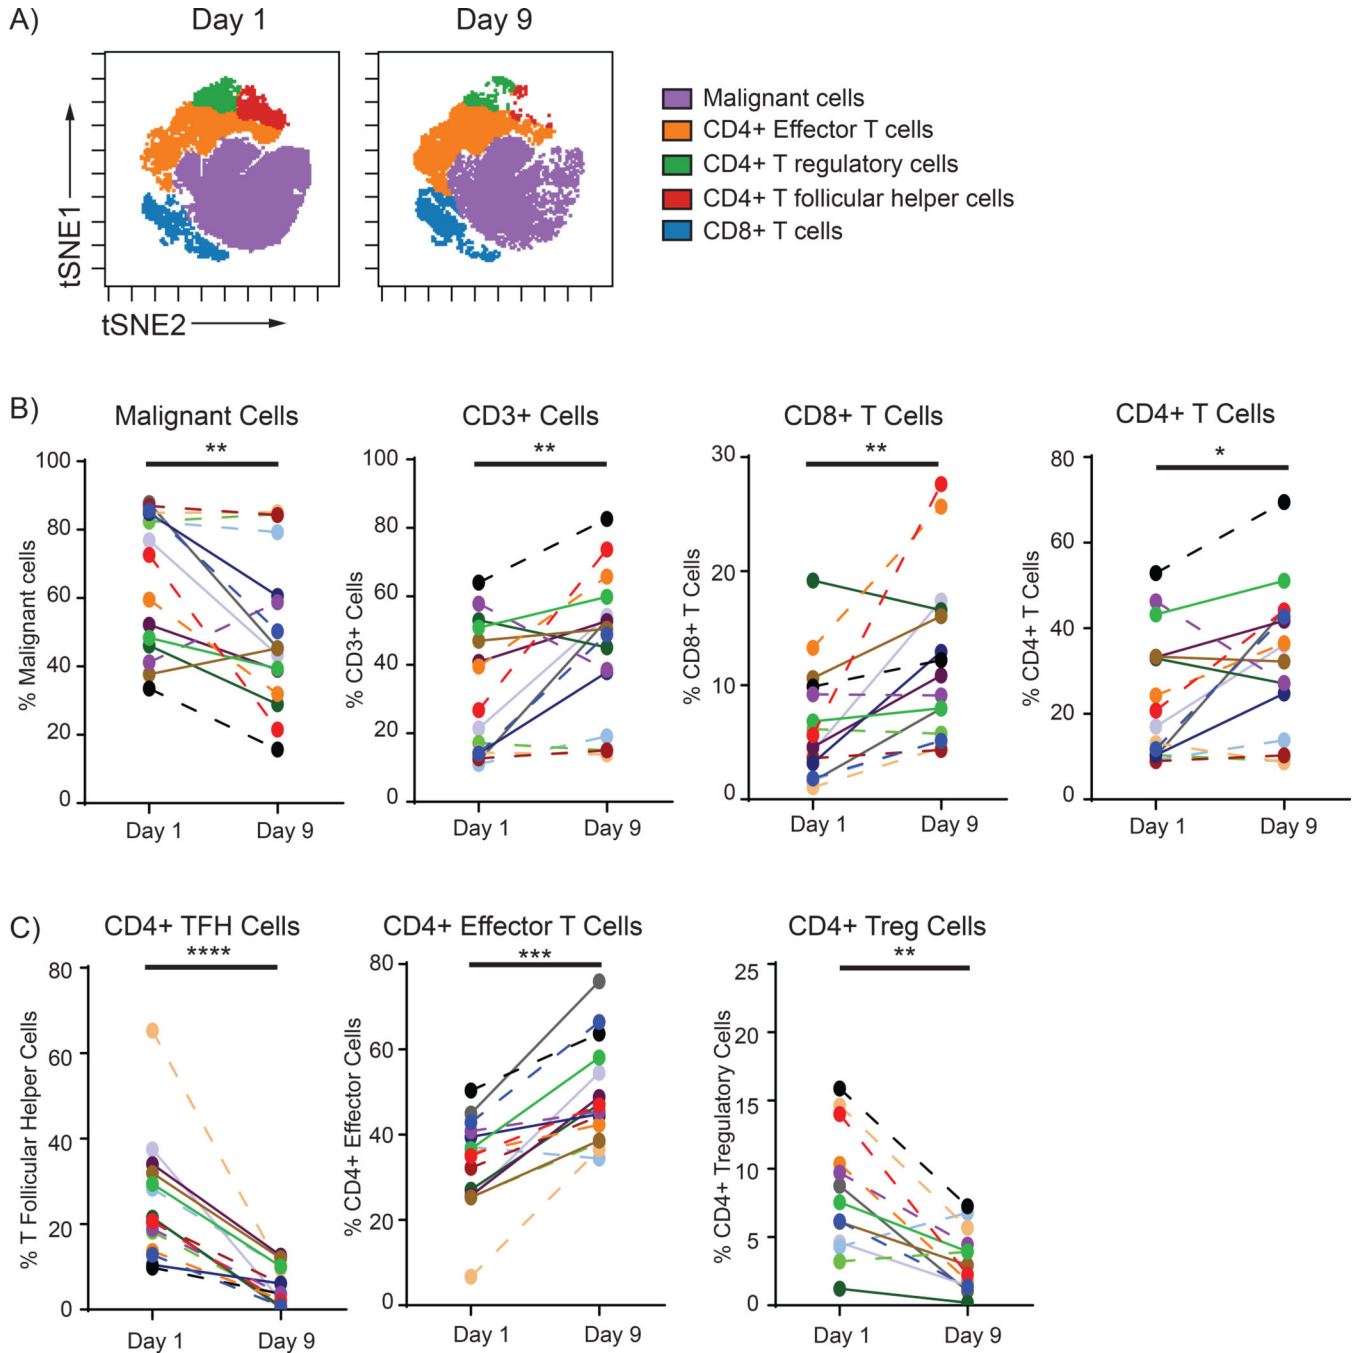 A)
Day 1
Day 9
tSNE1
tSNE2
Malignant cells
CD4+ Effector T cells
CD4+ T regulatory cells
CD4+ T follicular helper cells
CD8+ T cells
B)
Malignant Cells
**
% Malignant cells
100
80
60
40
20
0
Day 1
Day 9
CD3+ Cells
**
% CD3+ Cells
100
80
60
40
20
0
Day 1
Day 9
CD8+ T Cells
**
% CD8+ T Cells
30
20
10
0
Day 1
Day 9
CD4+ T Cells
*
% CD4+ T Cells
80
60
40
20
0
Day 1
Day 9
C)
CD4+ TFH Cells
****
% T Follicular Helper Cells
80
60
40
20
0
Day 1
Day 9
CD4+ Effector T Cells
***
% CD4+ Effector Cells
80
60
40
20
0
Day 1
Day 9
CD4+ Treg Cells
**
% CD4+ Tregulatory Cells
25
20
15
10
5
0
Day 1
Day 9